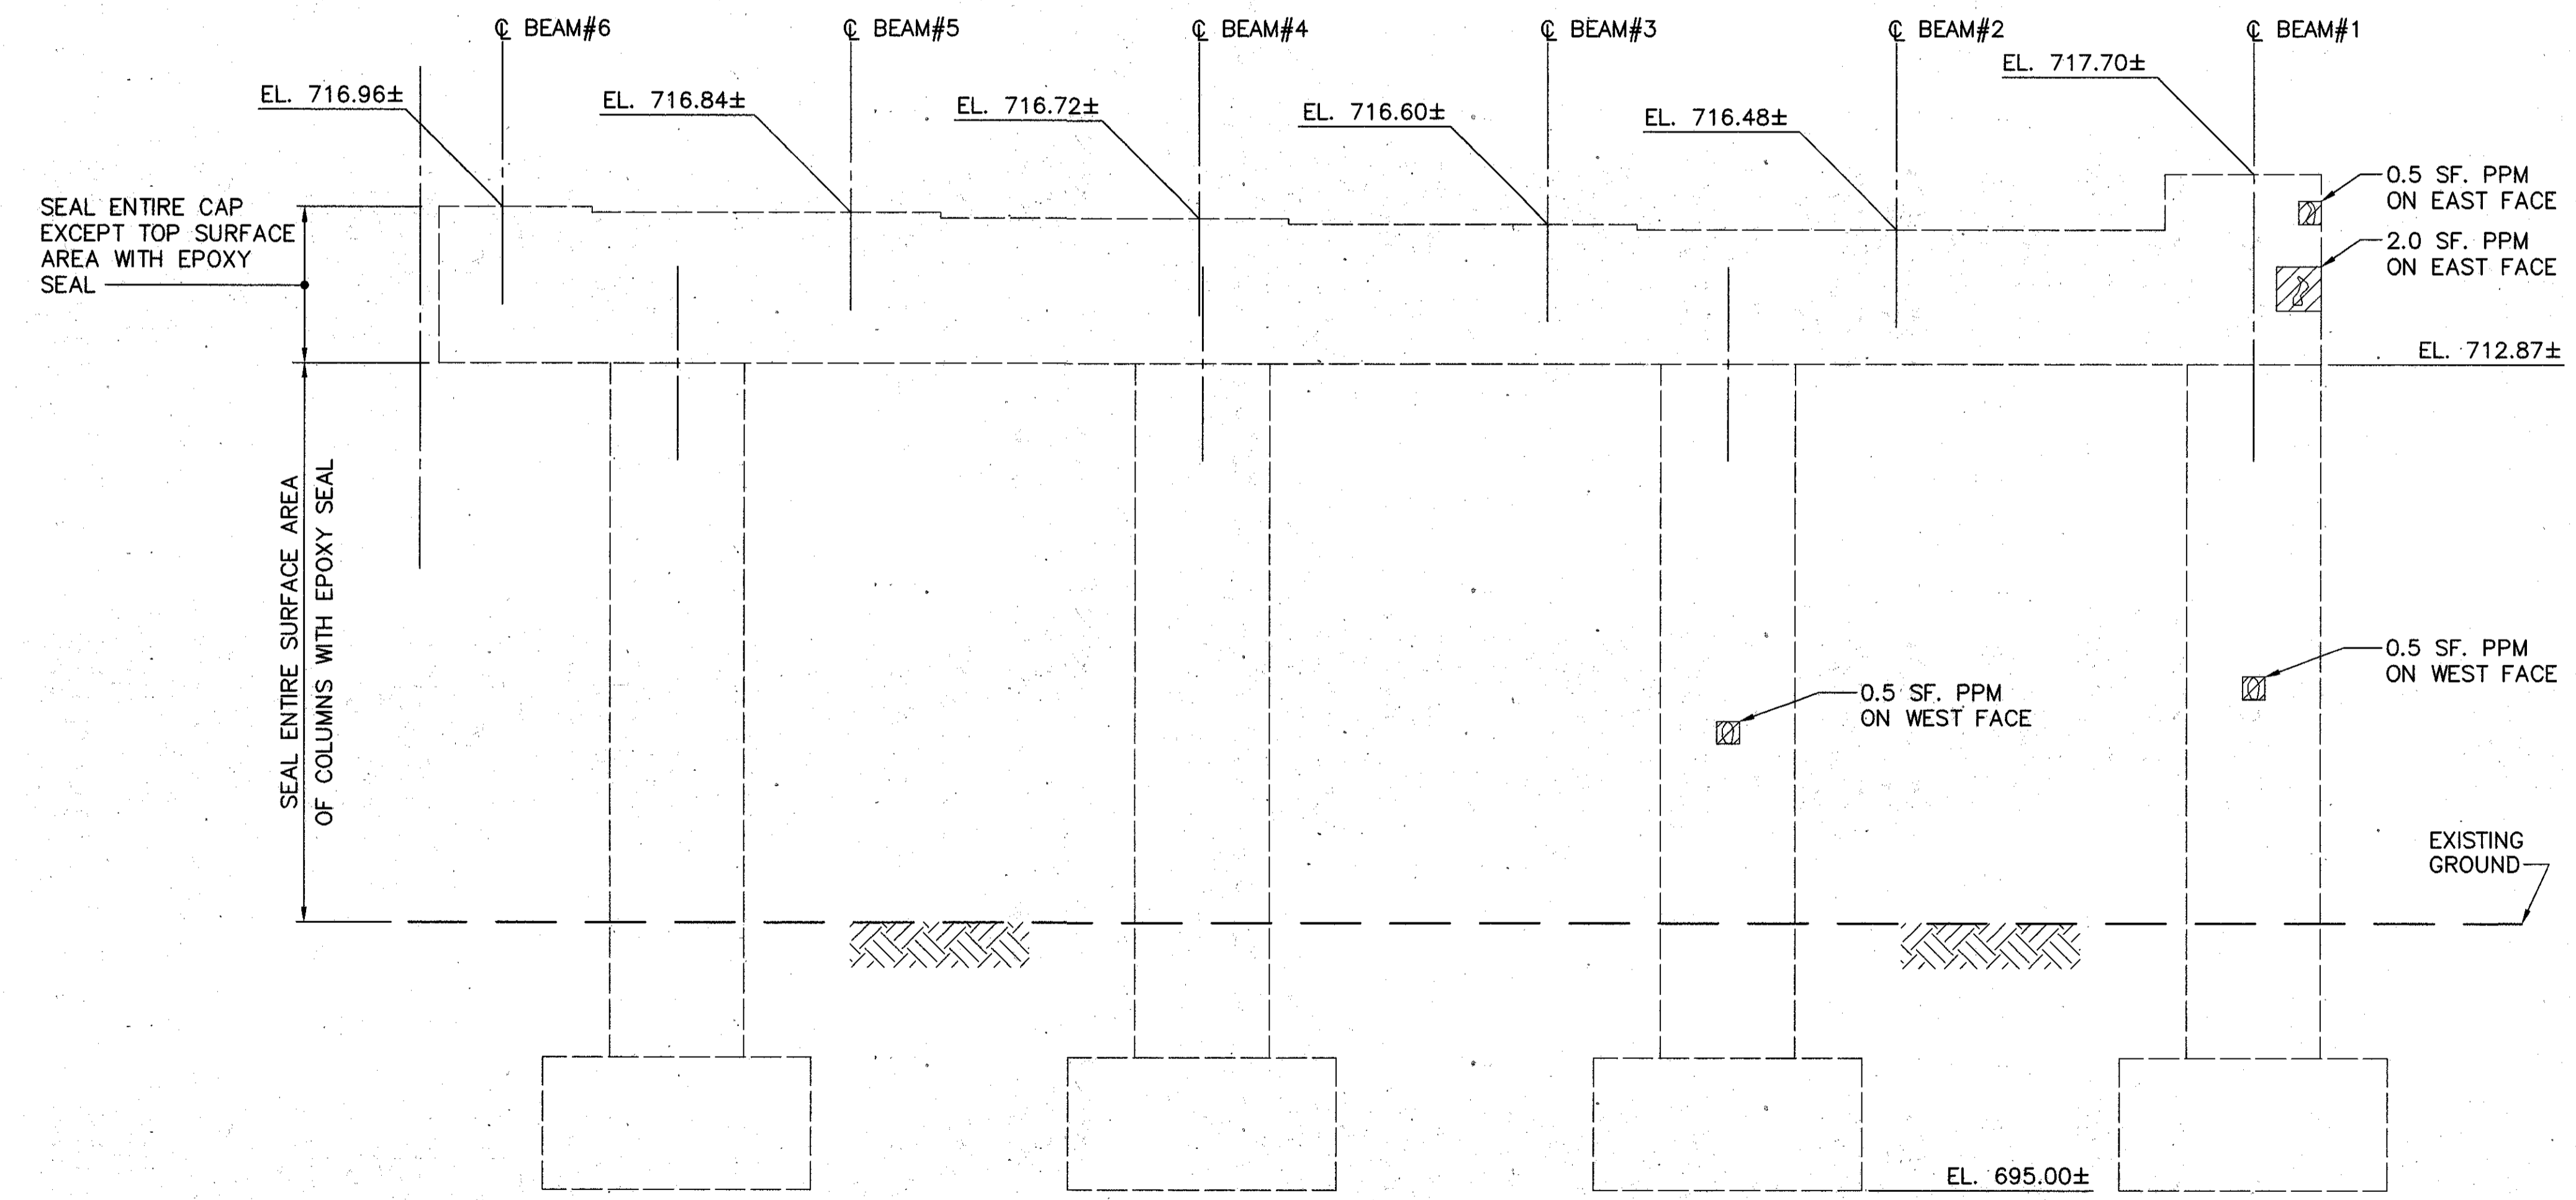 ℄ BEAM#6
℄ BEAM#5
℄ BEAM#4
℄ BEAM#3
℄ BEAM#2
℄ BEAM#1
EL. 716.96±
EL. 716.84±
EL. 716.72±
EL. 716.60±
EL. 716.48±
EL. 717.70±
SEAL ENTIRE CAP
EXCEPT TOP SURFACE
AREA WITH EPOXY
SEAL
0.5 SF. PPM
ON EAST FACE
2.0 SF. PPM
ON EAST FACE
EL. 712.87±
SEAL ENTIRE SURFACE AREA
OF COLUMNS WITH EPOXY SEAL
0.5 SF. PPM
ON WEST FACE
0.5 SF. PPM
ON WEST FACE
EXISTING
GROUND
EL. 695.00±